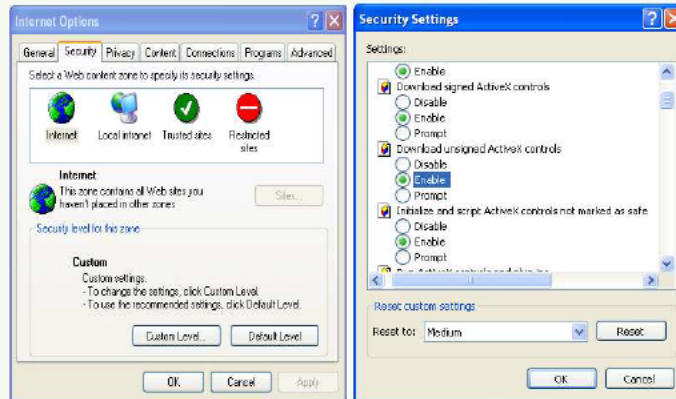 Internet Options
General Security Privacy Content Connections Programs Advanced
Select a Web content zone to specify its security settings.
Internet
Local intranet
Trusted sites
Restricted
sites
Internet
This zone contains all Web sites you
haven't placed in other zones
Sites...
Security level for this zone
Custom
Custom settings.
- To change the settings, click Custom Level.
- To use the recommended settings, click Default Level.
Custom Level...
Default Level
OK
Cancel
Apply
Security Settings
Settings:
Enable
Download signed ActiveX controls
Disable
Enable
Prompt
Download unsigned ActiveX controls
Disable
Enable
Prompt
Initialize and script ActiveX controls not marked as safe
Disable
Enable
Prompt
Reset custom settings
Reset to:
Medium
Reset
OK
Cancel